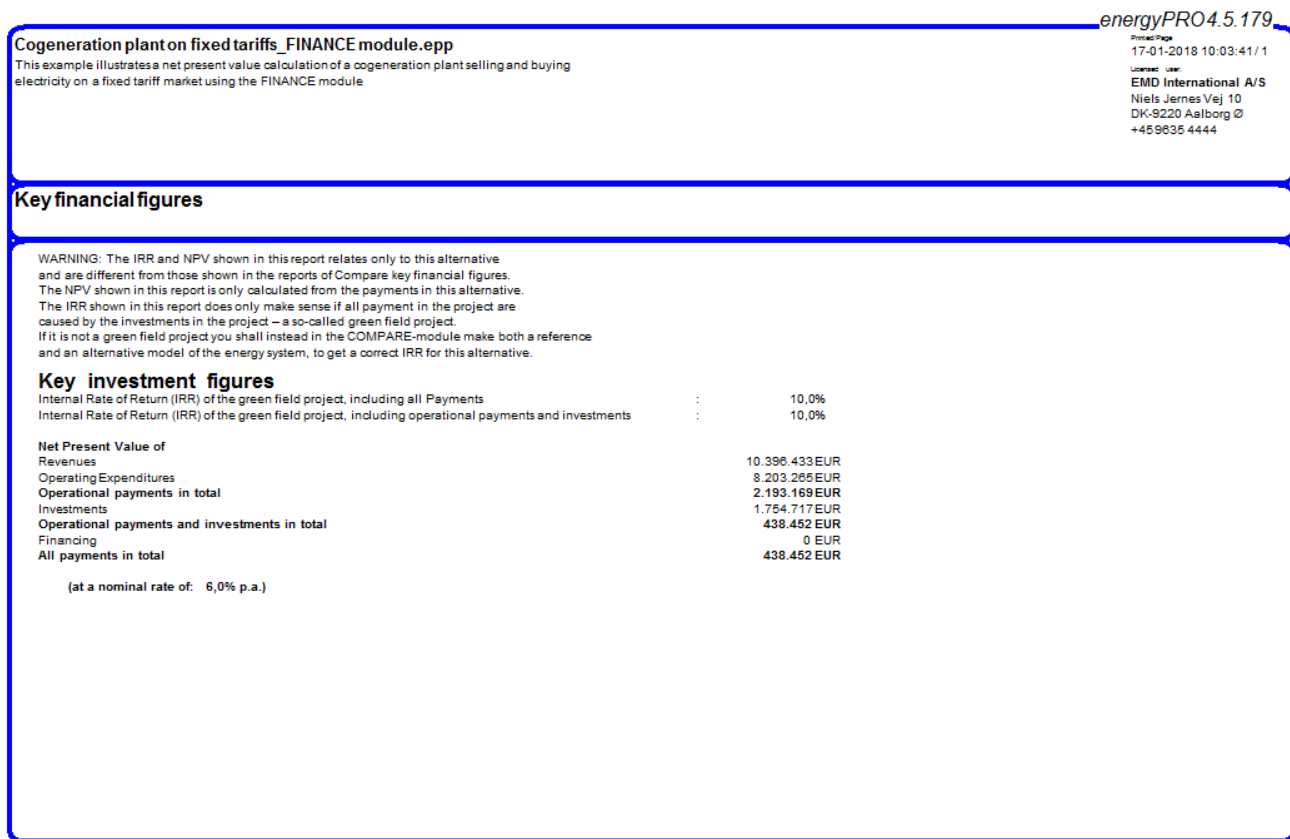 energyPRO 4.5.179
Cogeneration plant on fixed tariffs_FINANCE module.epp
This example illustrates a net present value calculation of a cogeneration plant selling and buying
electricity on a fixed tariff market using the FINANCE module
Printed/Page
17-01-2018 10:03:41 / 1
Licensed user:
EMD International A/S
Niels Jernes Vej 10
DK-9220 Aalborg Ø
+45 9635 4444
Key financial figures
WARNING: The IRR and NPV shown in this report relates only to this alternative
and are different from those shown in the reports of Compare key financial figures.
The NPV shown in this report is only calculated from the payments in this alternative.
The IRR shown in this report does only make sense if all payment in the project are
caused by the investments in the project – a so-called green field project.
If it is not a green field project you shall instead in the COMPARE-module make both a reference
and an alternative model of the energy system, to get a correct IRR for this alternative.
Key investment figures
Internal Rate of Return (IRR) of the green field project, including all Payments : 10,0%
Internal Rate of Return (IRR) of the green field project, including operational payments and investments : 10,0%
Net Present Value of
Revenues 10.396.433 EUR
Operating Expenditures 8.203.265 EUR
Operational payments in total 2.193.169 EUR
Investments 1.754.717 EUR
Operational payments and investments in total 438.452 EUR
Financing 0 EUR
All payments in total 438.452 EUR
(at a nominal rate of: 6,0% p.a.)